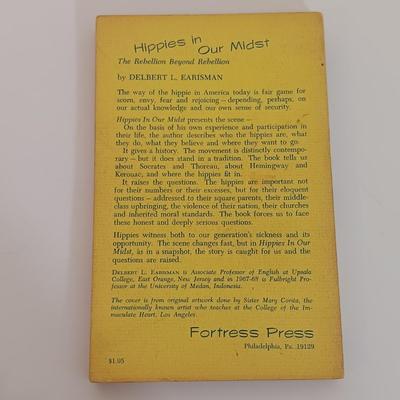 Hippies in
Our Midst
The Rebellion Beyond Rebellion
by DELBERT L. EARISMAN
The way of the hippie in America today is fair game for
scorn, envy, fear and rejoicing—depending, perhaps, on
our actual knowledge and our own sense of security.
Hippies In Our Midst presents the scene—
On the basis of his own experience and participation in
their life, the author describes who the hippies are, what
they do, what they believe and where they want to go.
It gives a history. The movement is distinctly contempo-
rary—but it does stand in a tradition. The book tells us
about Socrates and Thoreau, about Hemingway and
Kerouac, and where the hippies fit in.
It raises the questions. The hippies are important not
for their numbers or their excesses, but for their eloquent
questions—addressed to their square parents, their middle-
class upbringing, the violence of their nation, their churches
and inherited moral standards. The book forces us to face
these honest and deeply serious questions.
Hippies witness both to our generation's sickness and its
opportunity. The scene changes fast, but in Hippies In Our
Midst, as in a snapshot, the story is caught for us and the
questions are raised.
DELBERT L. EARISMAN is Associate Professor of English at Upsala
College, East Orange, New Jersey and in 1967-68 is Fulbright Pro-
fessor at the University of Medan, Indonesia.
The cover is from original artwork done by Sister Mary Corita, the
internationally known artist who teaches at the College of the Im-
maculate Heart, Los Angeles.
Fortress Press
Philadelphia, Pa. 19129
$1.95